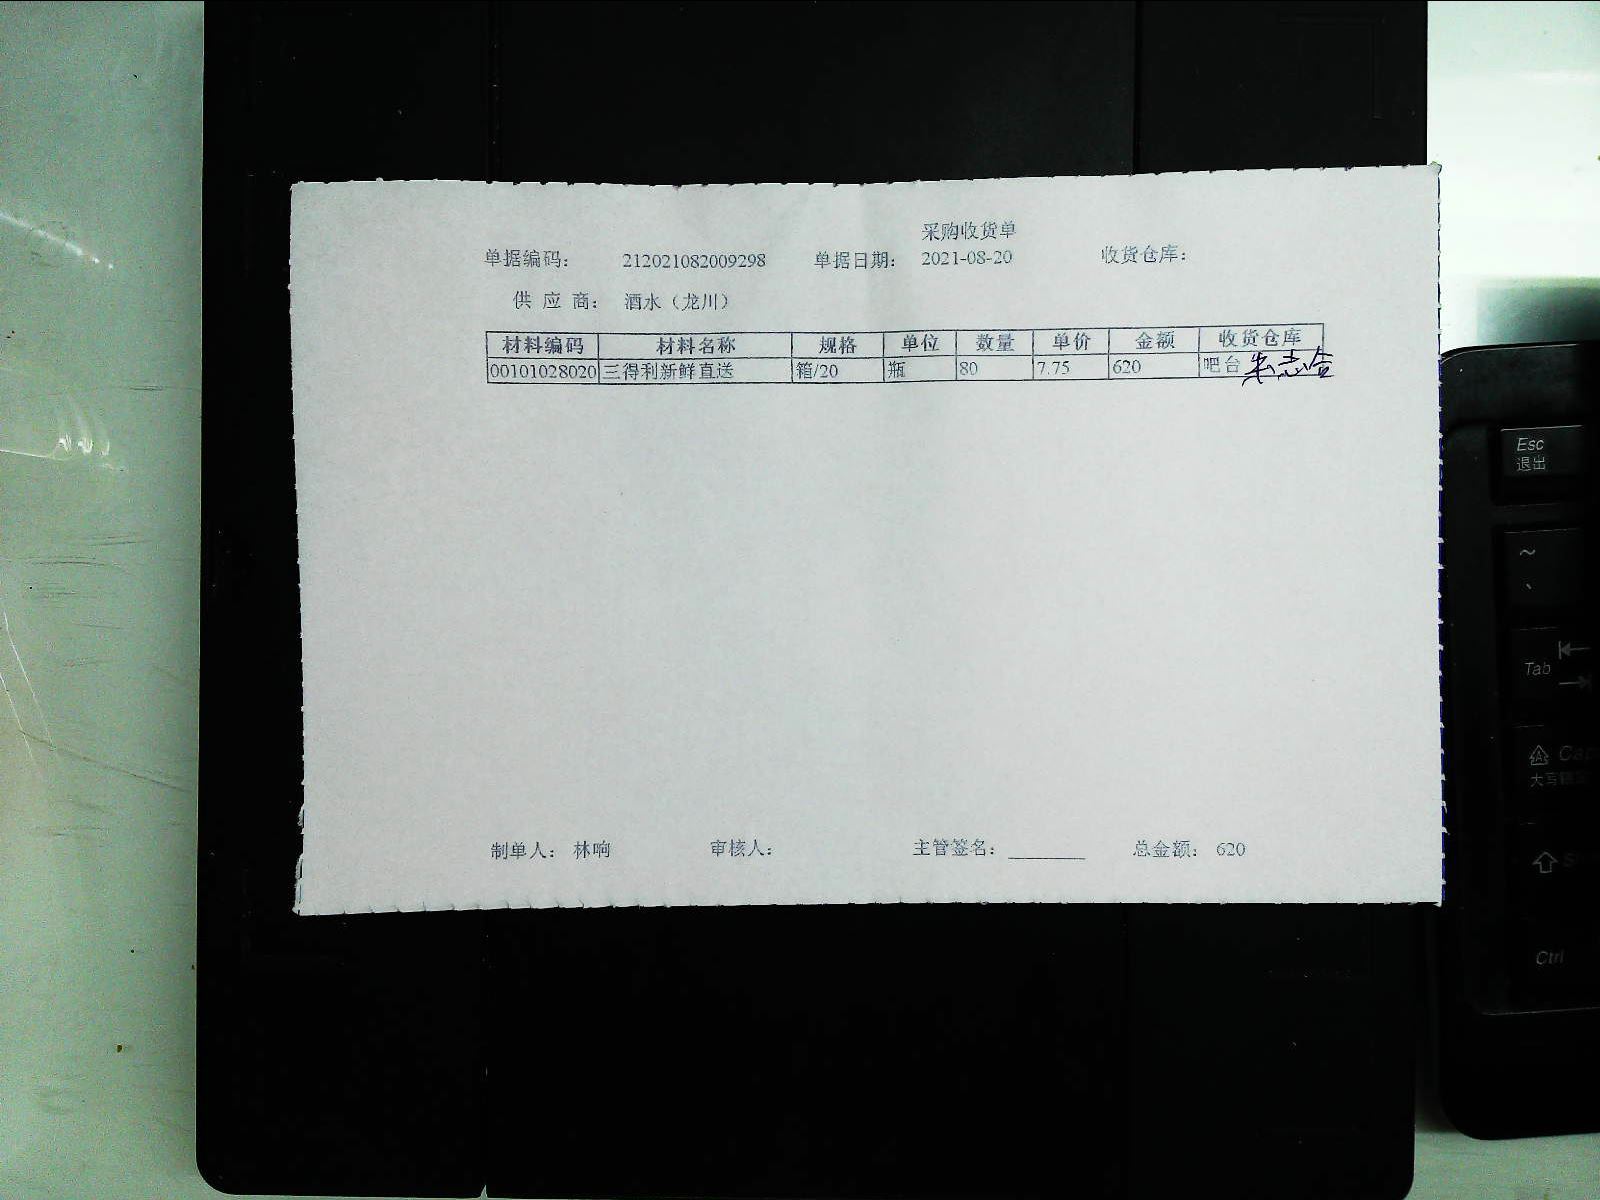 采购收货单
单据编码： 212021082009298 单据日期： 2021-08-20 收货仓库：
供 应 商： 酒水（龙川）
材料编码 材料名称 规格 单位 数量 单价 金额 收货仓库
00101028020 三得利新鲜直送 箱/20 瓶 80 7.75 620 吧台
制单人： 林响 审核人： 主管签名： ________ 总金额： 620
Esc
退出
~
、
Tab
Ctrl